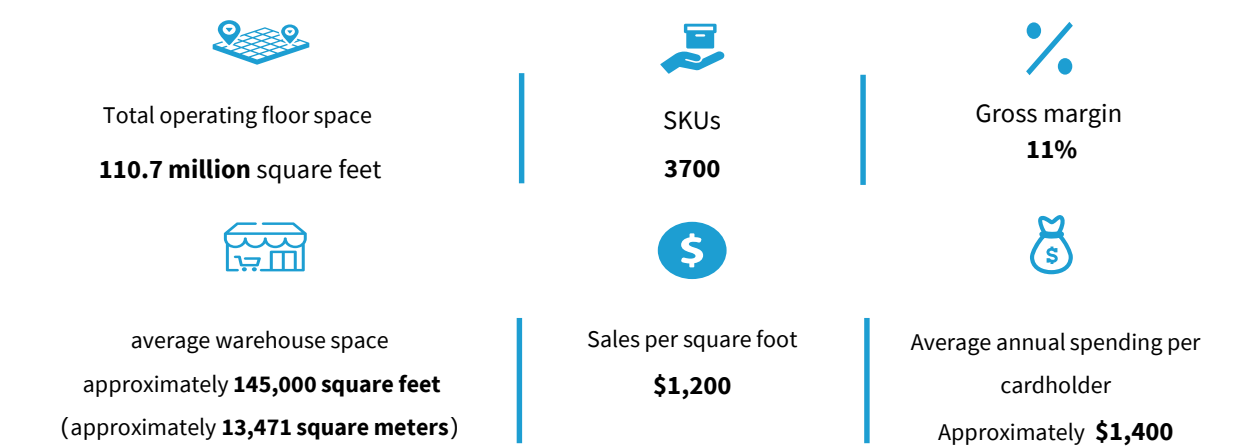 Total operating floor space
110.7 million square feet
SKUs
3700
Gross margin
11%
average warehouse space
approximately 145,000 square feet
(approximately 13,471 square meters)
$
Sales per square foot
$1,200
$
Average annual spending per
cardholder
Approximately $1,400